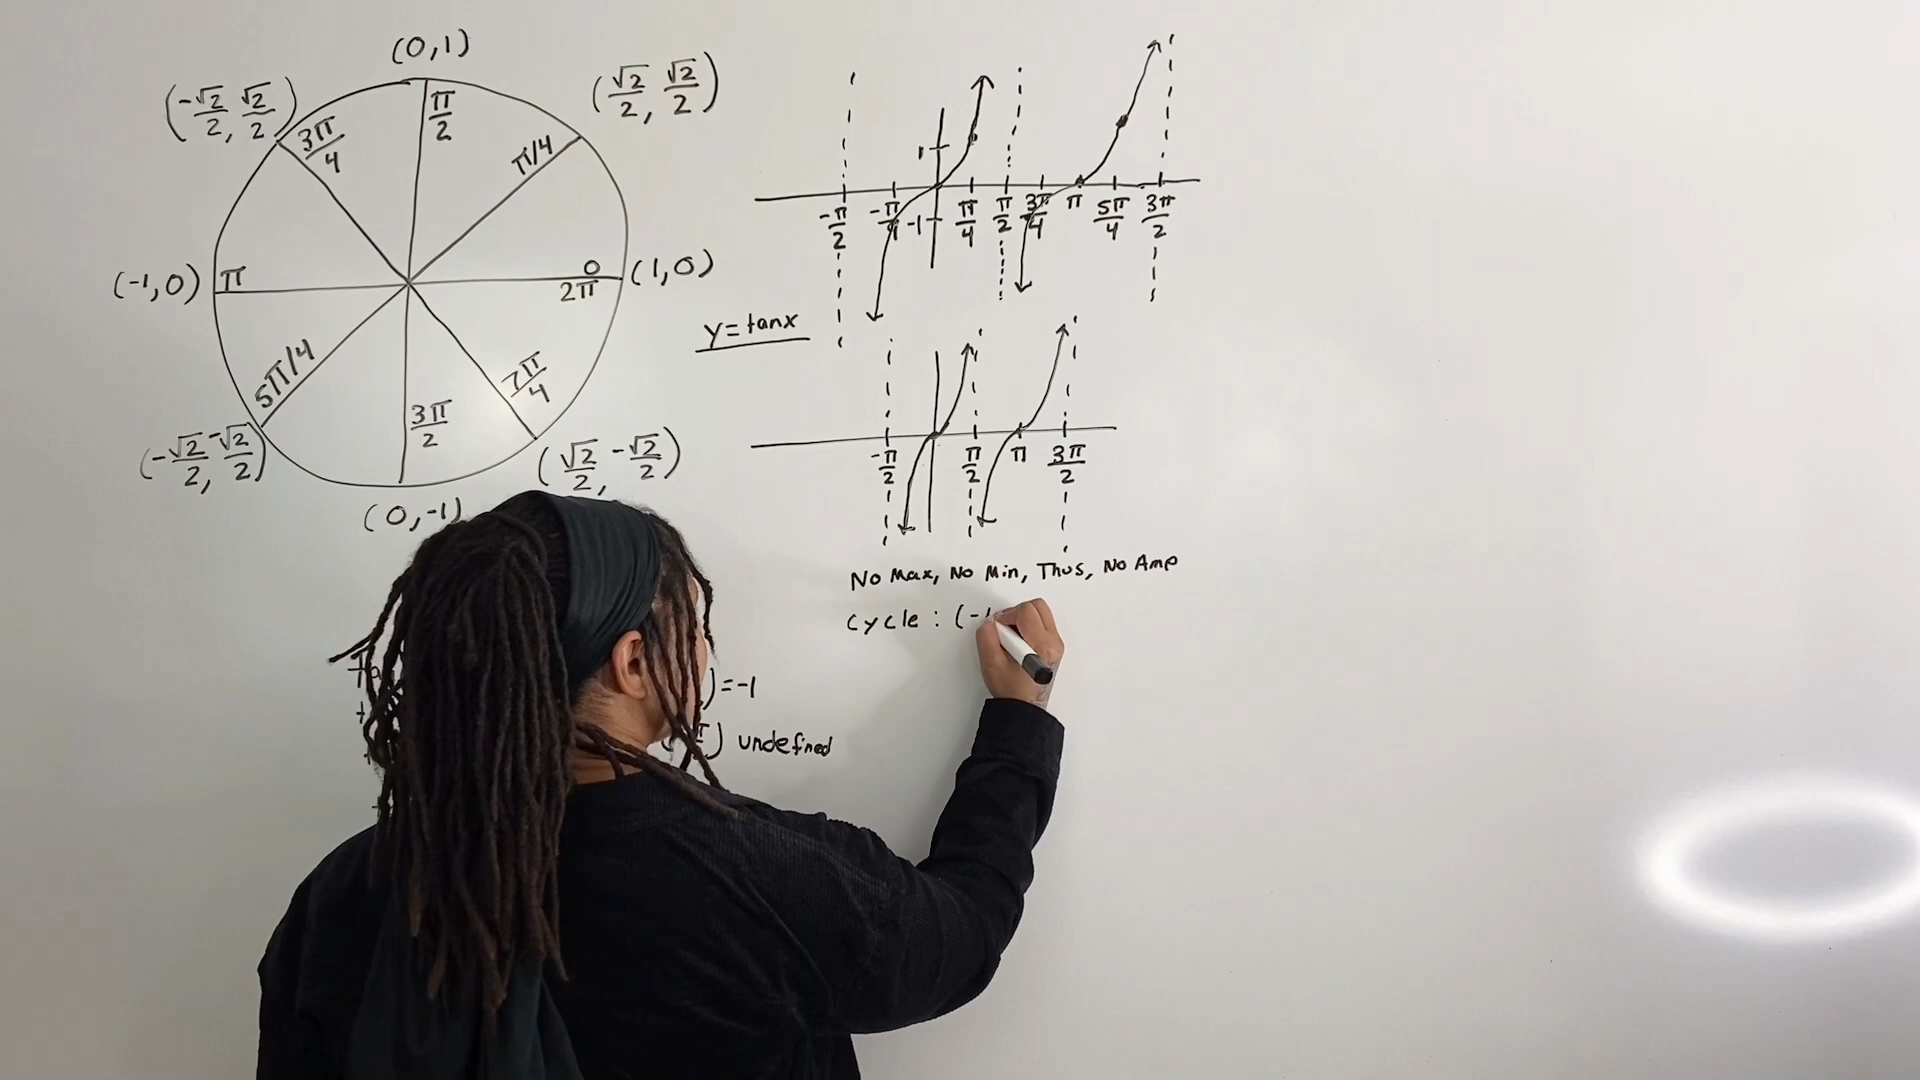 (0,1)
(-√2/2, √2/2)
(√2/2, √2/2)
3π/4
π/2
π/4
(-1,0)
π
0
2π
(1,0)
5π/4
3π/2
7π/4
(-√2/2, -√2/2)
(√2/2, -√2/2)
(0,-1)
1
-1
-π/2
-π/4
π/4
π/2
3π/4
π
5π/4
3π/2
y=tanx
-π/2
π/2
π
3π/2
No Max, No Min, Thus, No Amp
Cycle : (-
)=-1
) undefined